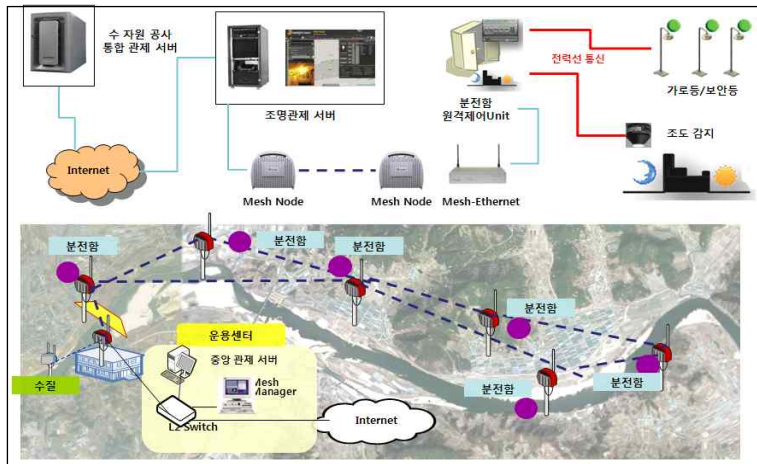 수 자원 공사
통합 관제 서버
조명관제 서버
Internet
Mesh Node
Mesh Node
Mesh-Ethernet
분전함
원격제어Unit
전력선 통신
가로등/보안등
조도 감지
분전함
분전함
분전함
분전함
분전함
분전함
수질
운용센터
중앙 관제 서버
Mesh
Manager
L2 Switch
Internet